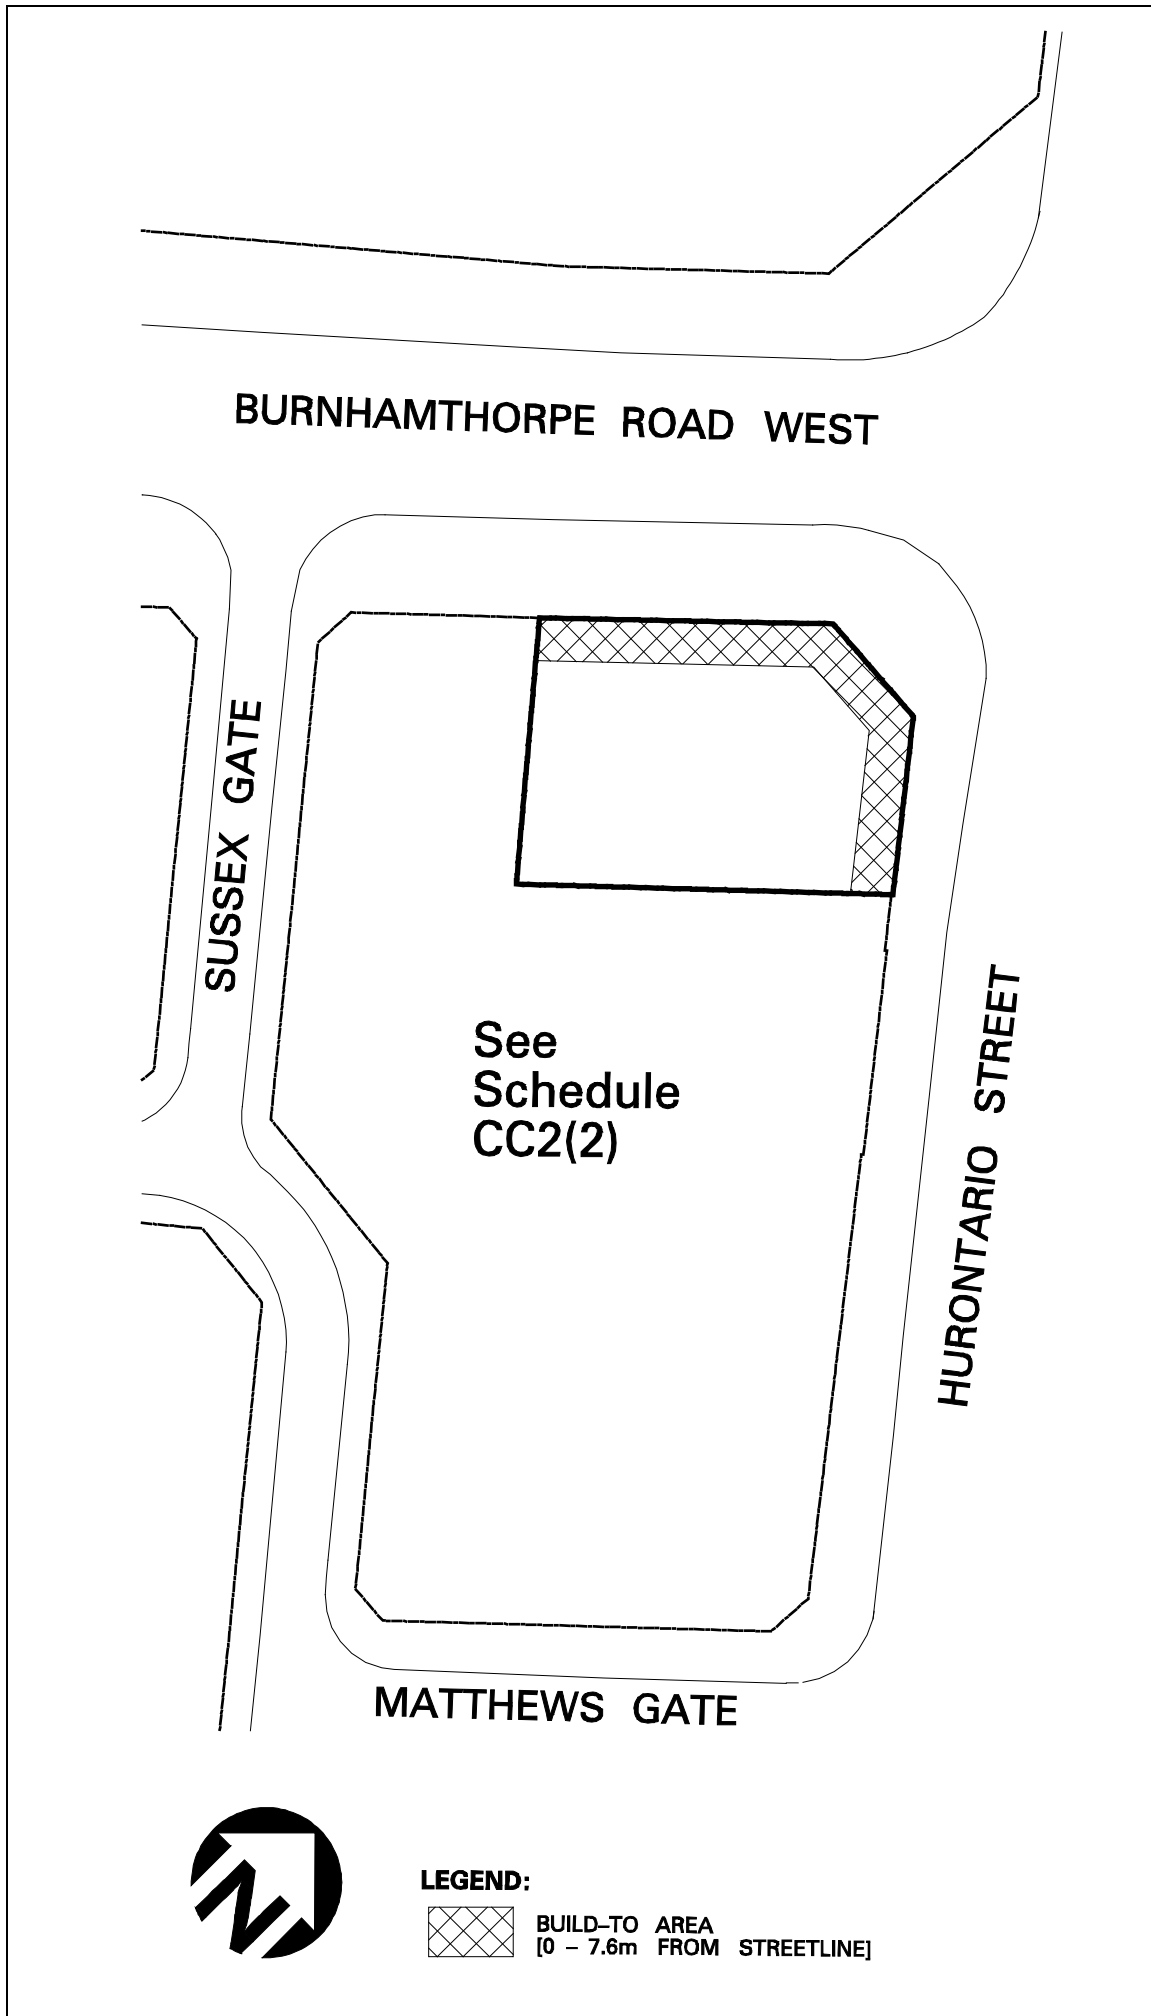 BURNHAMTHORPE ROAD WEST
SUSSEX GATE
See
Schedule
CC2(2)
HURONTARIO STREET
MATTHEWS GATE
N
LEGEND:
BUILD–TO AREA
[0 – 7.6m FROM STREETLINE]